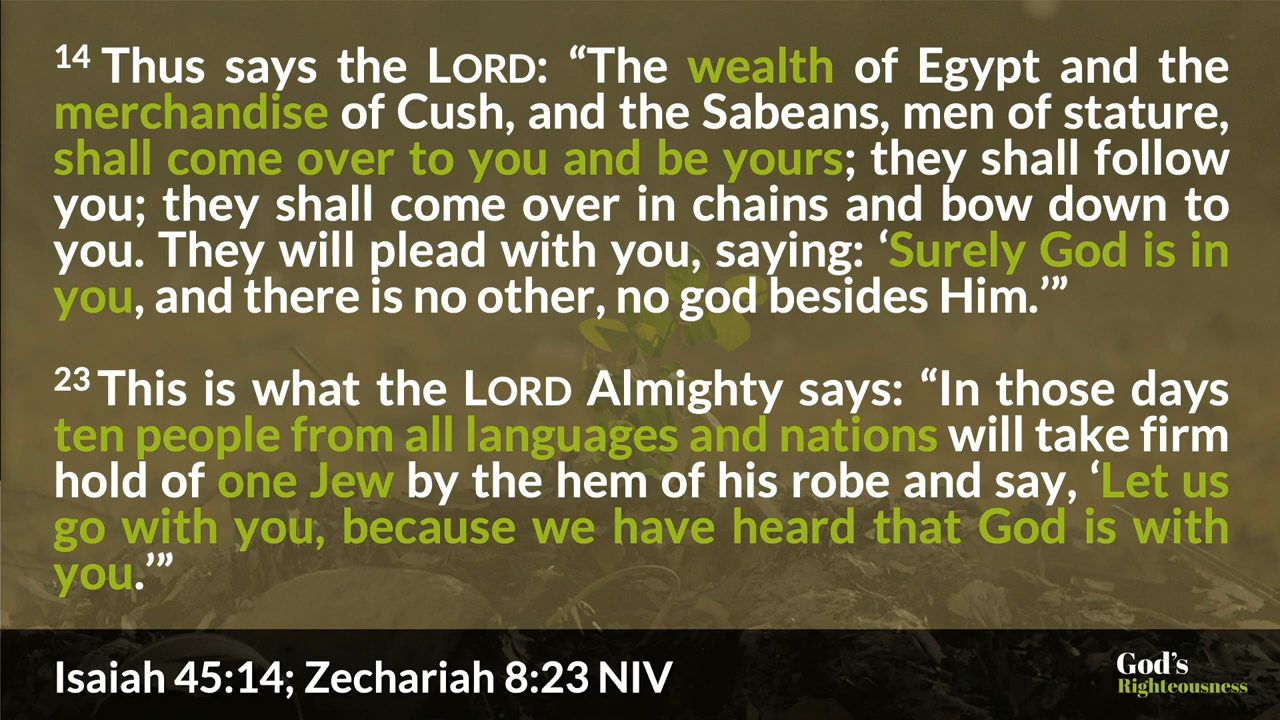 14 Thus says the LORD: “The wealth of Egypt and the
merchandise of Cush, and the Sabeans, men of stature,
shall come over to you and be yours; they shall follow
you; they shall come over in chains and bow down to
you. They will plead with you, saying: ‘Surely God is in
you, and there is no other, no god besides Him.’”
23 This is what the LORD Almighty says: “In those days
ten people from all languages and nations will take firm
hold of one Jew by the hem of his robe and say, ‘Let us
go with you, because we have heard that God is with
you.’”
Isaiah 45:14; Zechariah 8:23 NIV
God’s
Righteousness